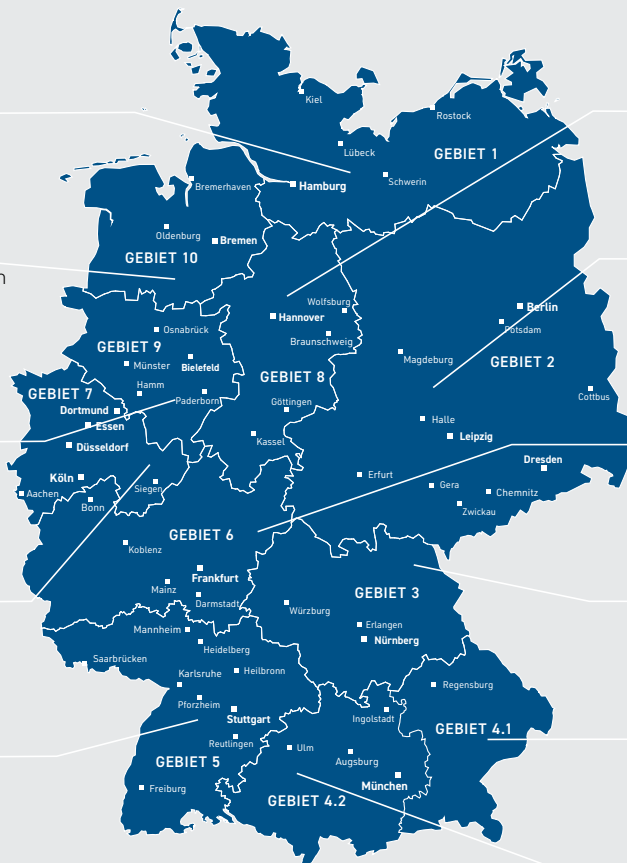 Kiel
Rostock
Lübeck
GEBIET 1
Schwerin
Bremerhaven
Hamburg
Oldenburg
Bremen
GEBIET 10
n
Wolfsburg
Berlin
Hannover
Potsdam
Osnabrück
Braunschweig
GEBIET 9
Magdeburg
GEBIET 2
Münster
Bielefeld
GEBIET 8
Hamm
GEBIET 7
Paderborn
Cottbus
Göttingen
Dortmund
Halle
Essen
Leipzig
Kassel
Düsseldorf
Dresden
Köln
Erfurt
Gera
Chemnitz
Aachen
Siegen
Bonn
Zwickau
GEBIET 6
Koblenz
Frankfurt
Mainz
Darmstadt
GEBIET 3
Würzburg
Erlangen
Mannheim
Nürnberg
Heidelberg
Saarbrücken
Karlsruhe
Heilbronn
Regensburg
Pforzheim
Stuttgart
Ingolstadt
GEBIET 4.1
Reutlingen
Ulm
GEBIET 5
Augsburg
München
Freiburg
GEBIET 4.2